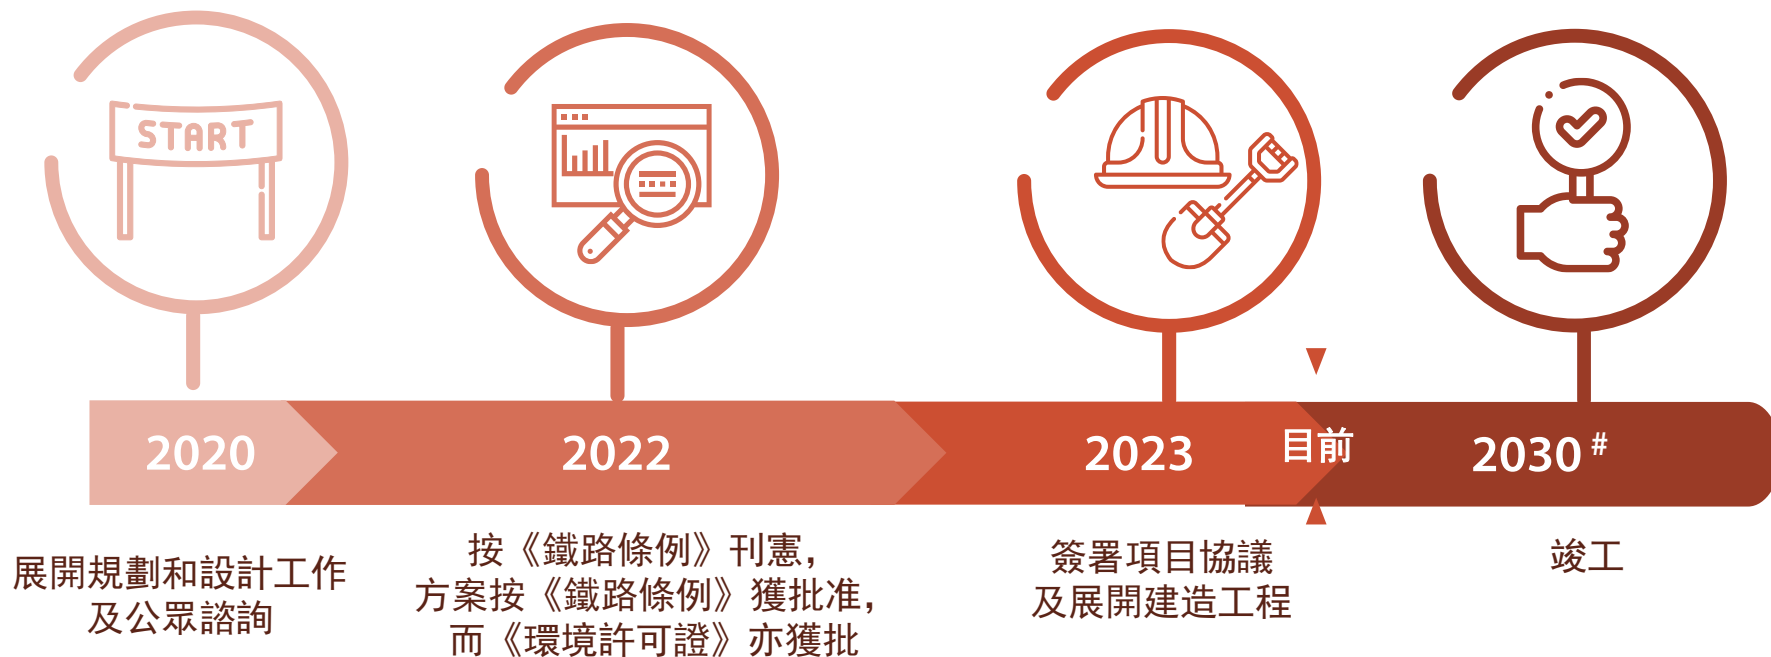 START
2020
2022
2023
目前
2030 #
展開規劃和設計工作
及公眾諮詢
按《鐵路條例》刊憲，
方案按《鐵路條例》獲批准，
而《環境許可證》亦獲批
簽署項目協議
及展開建造工程
竣工